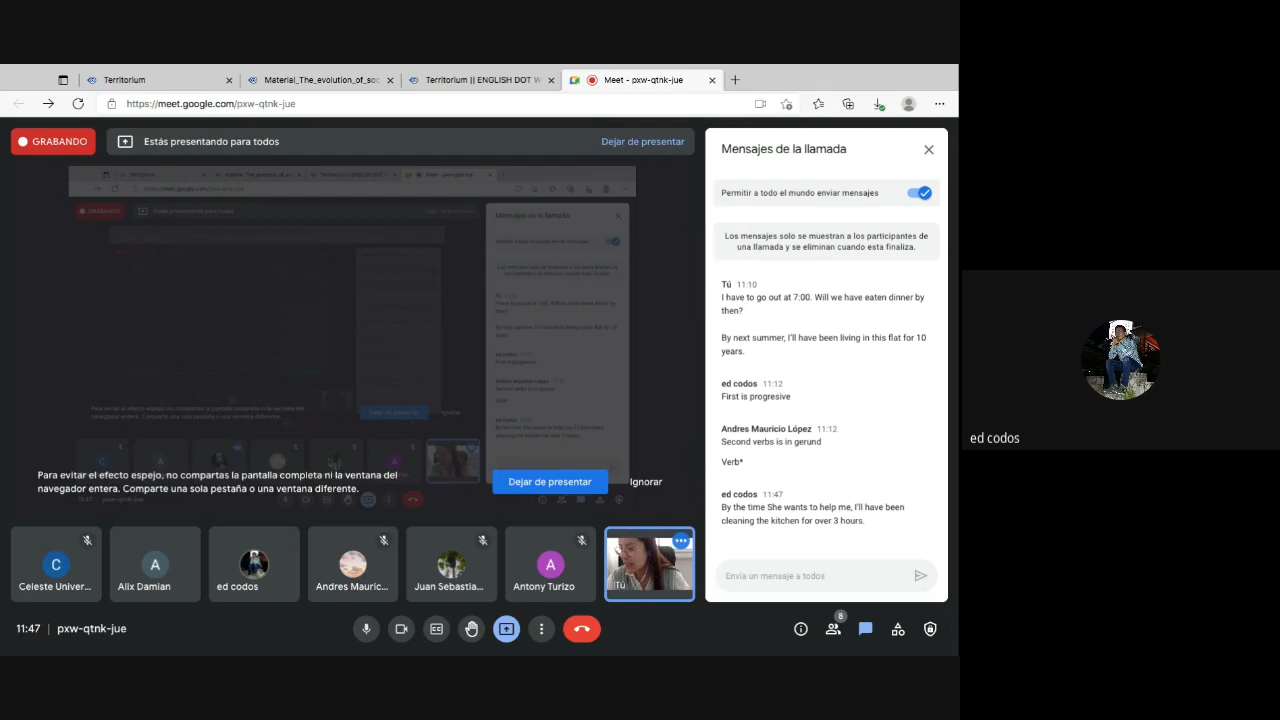 Territorium
Material_The_evolution_of_soc
Territorium || ENGLISH DOT W
Meet - pxw-qtnk-jue
https://meet.google.com/pxw-qtnk-jue
GRABANDO
Estás presentando para todos
Dejar de presentar
Para evitar el efecto espejo, no compartas la pantalla completa ni la ventana del
navegador entera. Comparte una sola pestaña o una ventana diferente.
Dejar de presentar
Ignorar
Mensajes de la llamada
Permitir a todo el mundo enviar mensajes
Los mensajes solo se muestran a los participantes de
una llamada y se eliminan cuando esta finaliza.
Tú 11:10
I have to go out at 7:00. Will we have eaten dinner by
then?
By next summer, I'll have been living in this flat for 10
years.
ed codos 11:12
First is progresive
Andres Mauricio López 11:12
Second verbs is in gerund
Verb*
ed codos 11:47
By the time She wants to help me, I'll have been
cleaning the kitchen for over 3 hours.
Envía un mensaje a todos
C
Celeste Univer...
A
Alix Damian
ed codos
Andres Mauric...
Juan Sebastia...
A
Antony Turizo
Tú
11:47 | pxw-qtnk-jue
8
ed codos